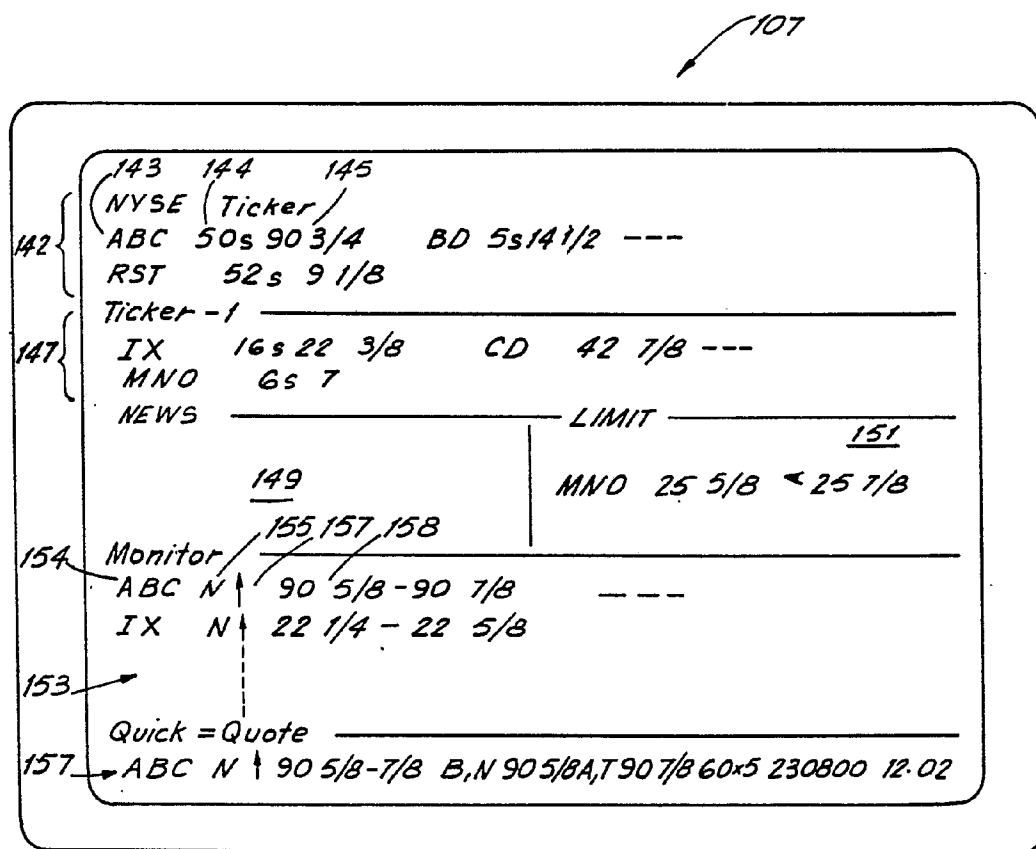 107
143 144 145
NYSE Ticker
142 ABC 50s 90 3/4 BD 5s 14 1/2 ---
RST 52s 9 1/8
Ticker - 1
147 IX 16s 22 3/8 CD 42 7/8 ---
MNO 6s 7
NEWS LIMIT
151
149 MNO 25 5/8 < 25 7/8
155 157 158
154 Monitor
ABC N ↑ 90 5/8 - 90 7/8 ---
IX N ↑ 22 1/4 - 22 5/8
153
Quick = Quote
157 ABC N ↑ 90 5/8-7/8 B,N 90 5/8A,T 90 7/8 60x5 230800 12.02